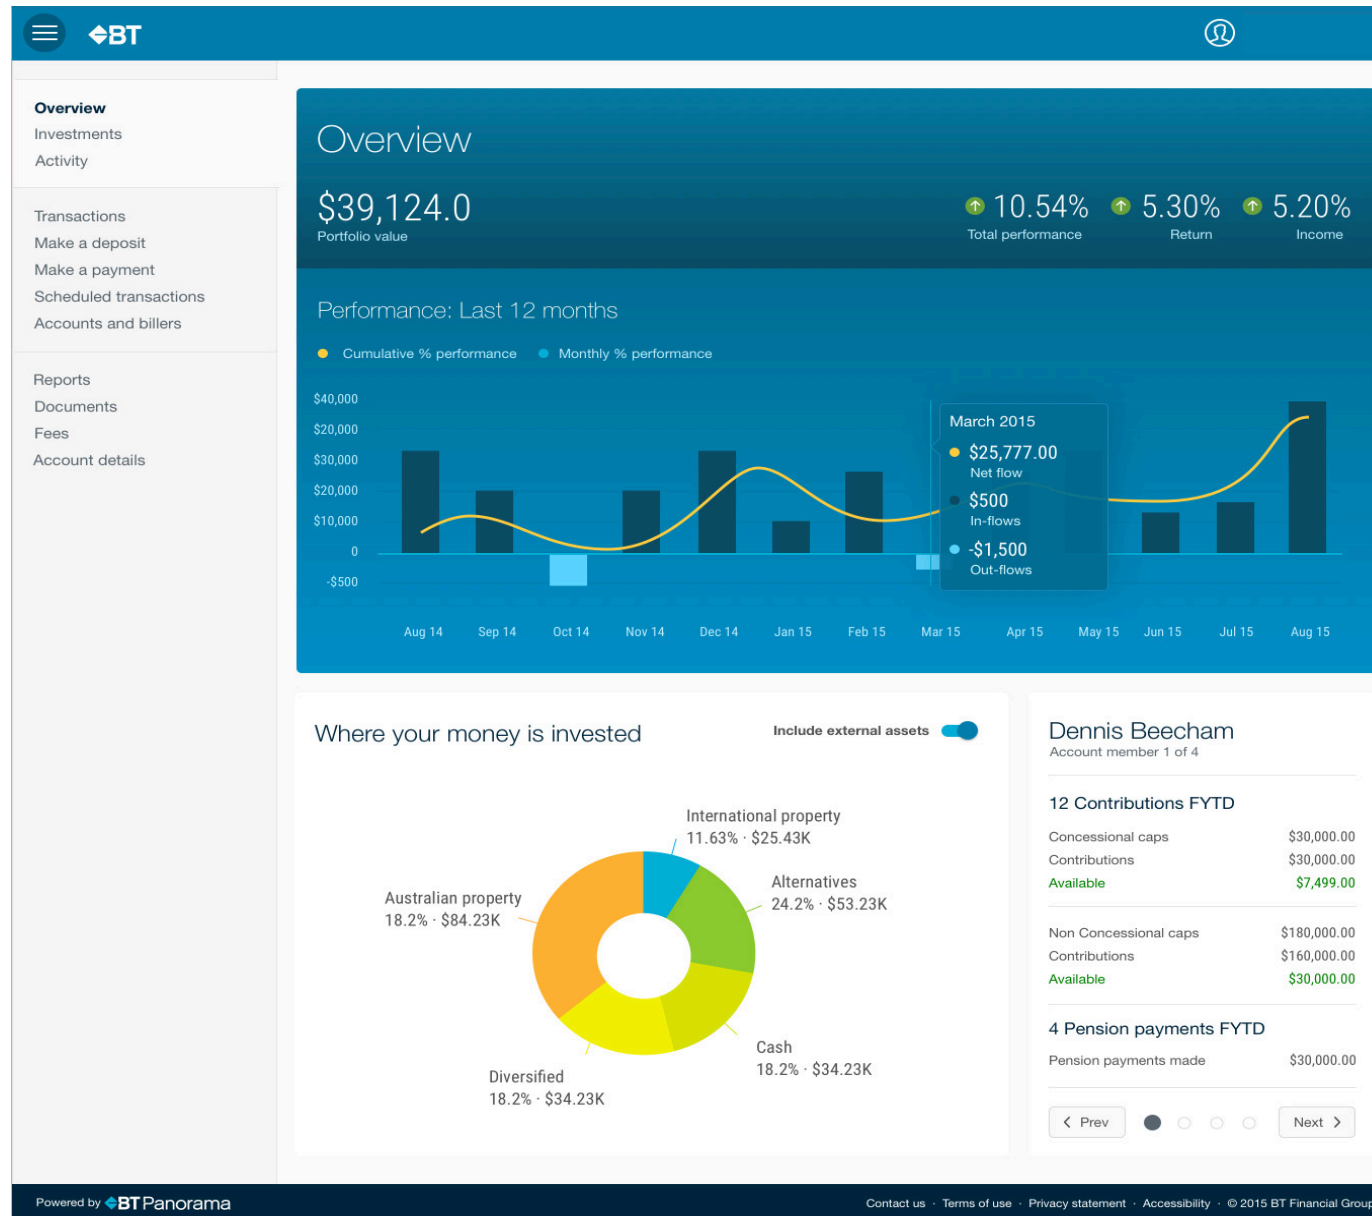 BT
Overview
Investments
Activity
Transactions
Make a deposit
Make a payment
Scheduled transactions
Accounts and billers
Reports
Documents
Fees
Account details
Overview
$39,124.0
Portfolio value
10.54%
Total performance
5.30%
Return
5.20%
Income
Performance: Last 12 months
Cumulative % performance
Monthly % performance
$40,000
$20,000
$30,000
$20,000
$10,000
0
-$500
March 2015
$25,777.00
Net flow
$500
In-flows
-$1,500
Out-flows
Aug 14
Sep 14
Oct 14
Nov 14
Dec 14
Jan 15
Feb 15
Mar 15
Apr 15
May 15
Jun 15
Jul 15
Aug 15
Where your money is invested
Include external assets
International property
11.63% · $25.43K
Alternatives
24.2% · $53.23K
Australian property
18.2% · $84.23K
Cash
18.2% · $34.23K
Diversified
18.2% · $34.23K
Dennis Beecham
Account member 1 of 4
12 Contributions FYTD
Concessional caps $30,000.00
Contributions $30,000.00
Available $7,499.00
Non Concessional caps $180,000.00
Contributions $160,000.00
Available $30,000.00
4 Pension payments FYTD
Pension payments made $30,000.00
Prev
Next
Powered by BT Panorama
Contact us · Terms of use · Privacy statement · Accessibility · © 2015 BT Financial Group